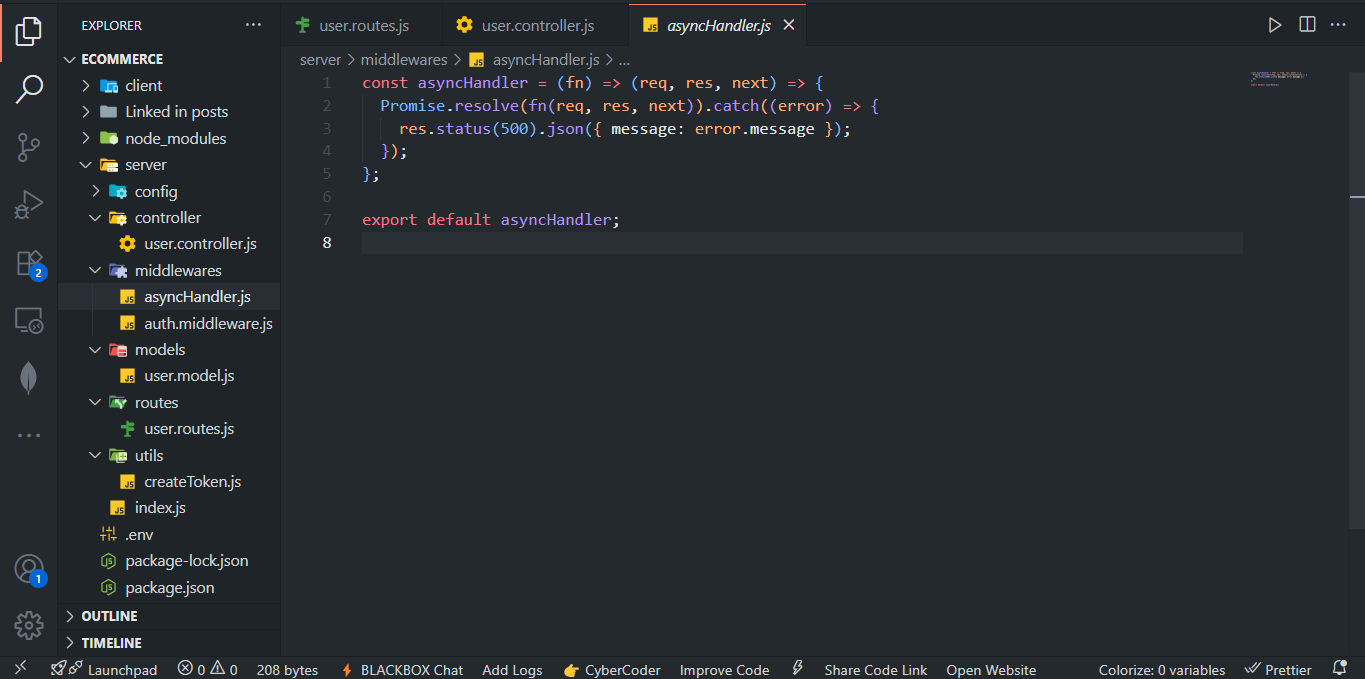 EXPLORER
ECOMMERCE
client
Linked in posts
node_modules
server
config
controller
user.controller.js
middlewares
asyncHandler.js
auth.middleware.js
models
user.model.js
routes
user.routes.js
utils
createToken.js
index.js
.env
package-lock.json
package.json
OUTLINE
TIMELINE
2
1
user.routes.js user.controller.js asyncHandler.js
server > middlewares > asyncHandler.js > ...
1 const asyncHandler = (fn) => (req, res, next) => {
2 Promise.resolve(fn(req, res, next)).catch((error) => {
3 res.status(500).json({ message: error.message });
4 });
5 };
6
7 export default asyncHandler;
8
Launchpad 0 0 208 bytes BLACKBOX Chat Add Logs CyberCoder Improve Code Share Code Link Open Website Colorize: 0 variables Prettier